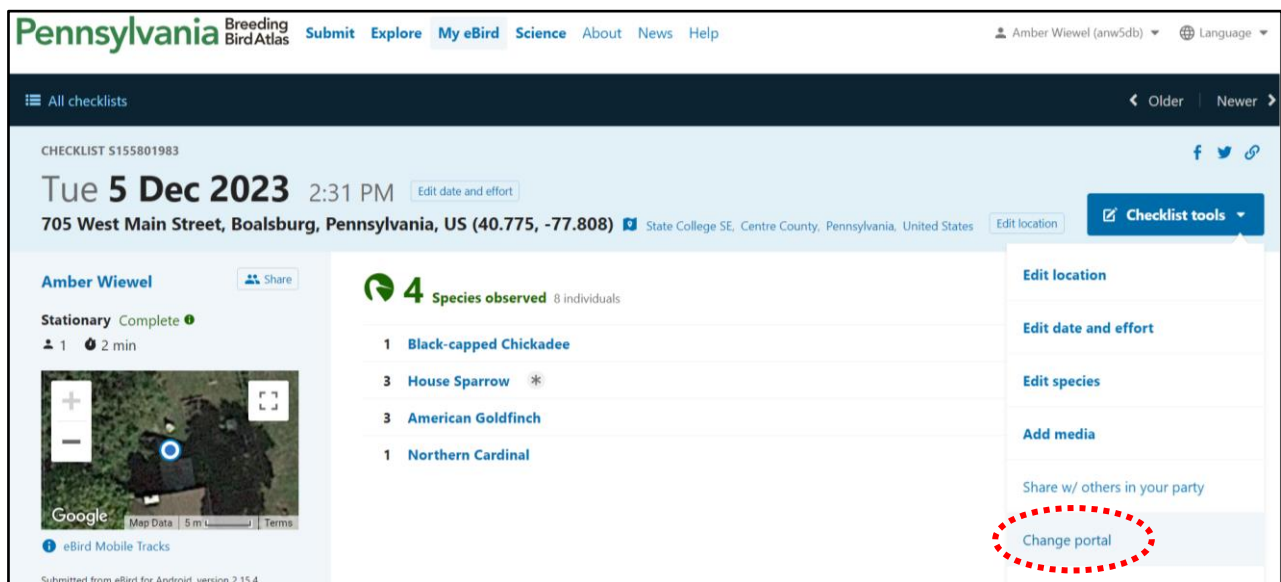 Pennsylvania Breeding Bird Atlas Submit Explore My eBird Science About News Help Amber Wiewel (anw5db) Language
All checklists Older Newer
CHECKLIST S155801983
Tue 5 Dec 2023 2:31 PM Edit date and effort
705 West Main Street, Boalsburg, Pennsylvania, US (40.775, -77.808) State College SE, Centre County, Pennsylvania, United States Edit location
Checklist tools
Edit location
Edit date and effort
Edit species
Add media
Share w/ others in your party
Change portal
Amber Wiewel Share
Stationary Complete
1 2 min
Google Map Data 5 m Terms
eBird Mobile Tracks
Submitted from eBird for Android, version 2.15.4
4 Species observed 8 individuals
1 Black-capped Chickadee
3 House Sparrow *
3 American Goldfinch
1 Northern Cardinal